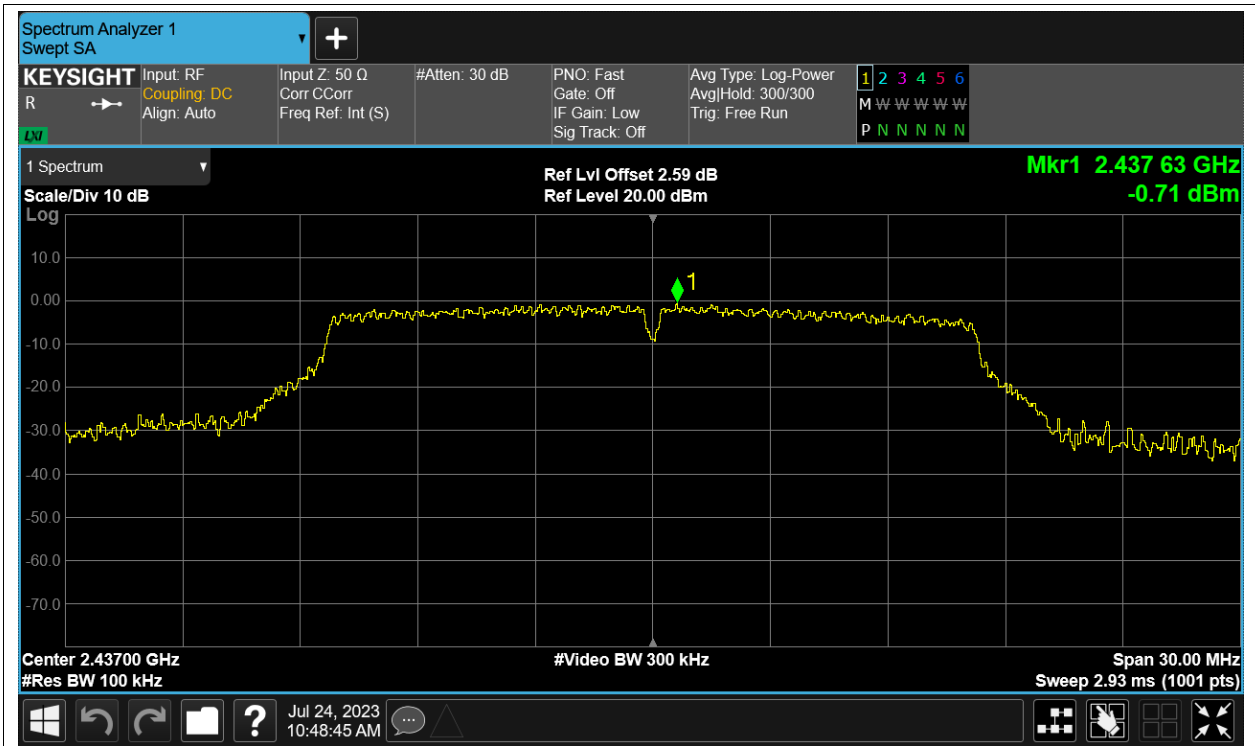 Spectrum Analyzer 1
Swept SA
KEYSIGHT
R
LXI
Input: RF
Coupling: DC
Align: Auto
Input Z: 50 Ω
Corr CCorr
Freq Ref: Int (S)
#Atten: 30 dB
PNO: Fast
Gate: Off
IF Gain: Low
Sig Track: Off
Avg Type: Log-Power
Avg|Hold: 300/300
Trig: Free Run
1 2 3 4 5 6
M W W W W W
P N N N N N
1 Spectrum
Scale/Div 10 dB
Log
Ref Lvl Offset 2.59 dB
Ref Level 20.00 dBm
Mkr1 2.437 63 GHz
-0.71 dBm
1
10.0
0.00
-10.0
-20.0
-30.0
-40.0
-50.0
-60.0
-70.0
Center 2.43700 GHz
#Res BW 100 kHz
#Video BW 300 kHz
Span 30.00 MHz
Sweep 2.93 ms (1001 pts)
?
Jul 24, 2023
10:48:45 AM